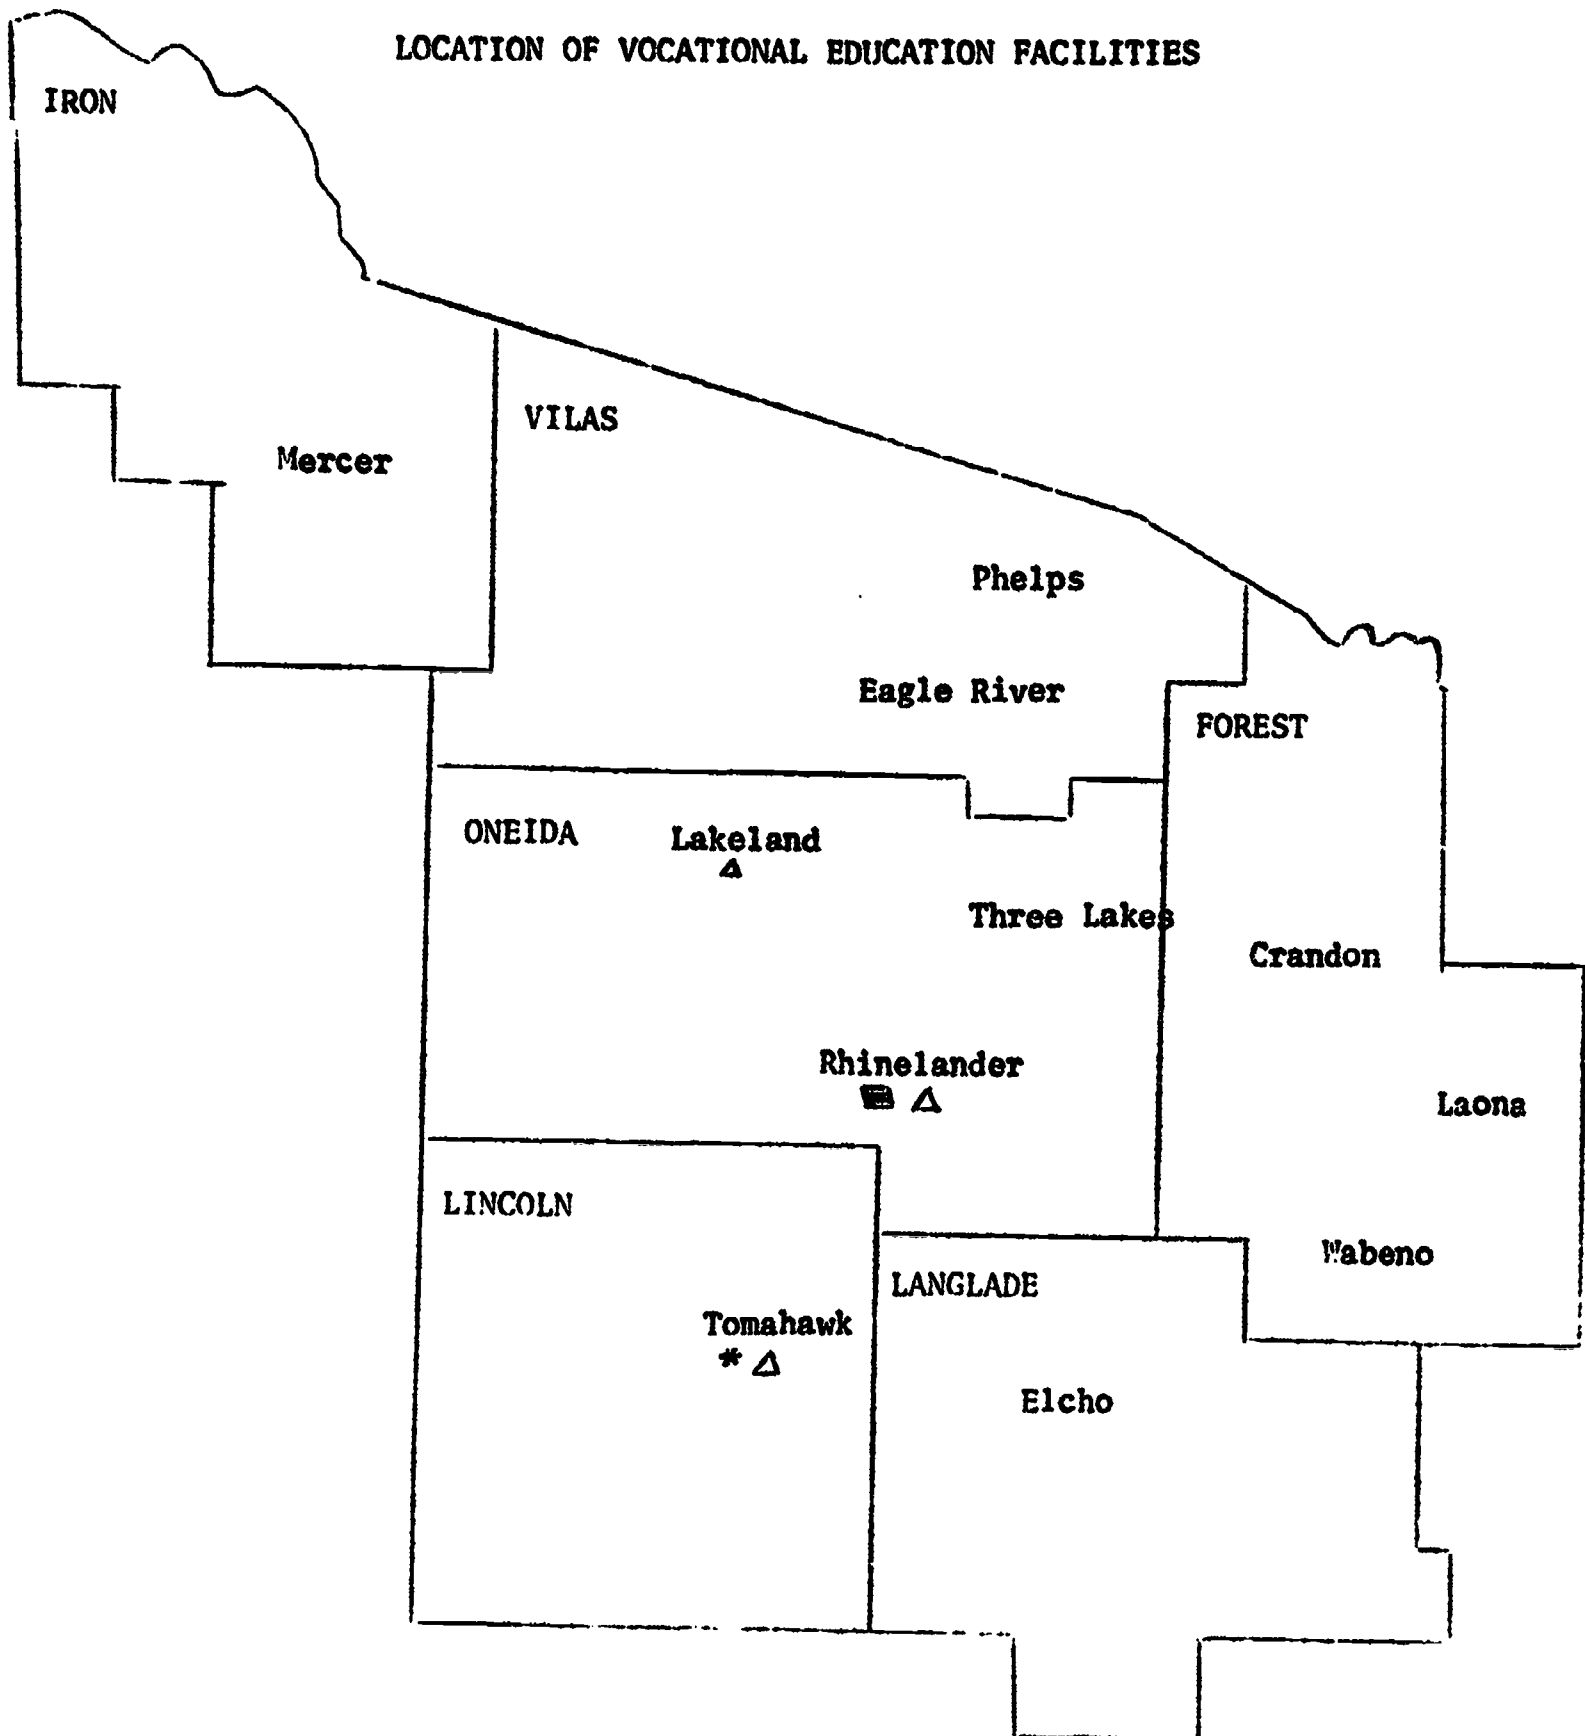 LOCATION OF VOCATIONAL EDUCATION FACILITIES
IRON
VILAS
Mercer
Phelps
Eagle River
FOREST
ONEIDA
Lakeland
Three Lakes
Crandon
Rhinelander
Laona
LINCOLN
Wabeno
LANGLADE
Tomahawk
*
Elcho